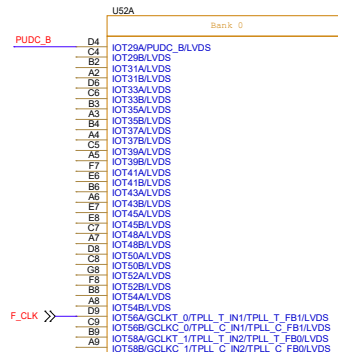 U52A
Bank 0
PUDC_B
D4 IOT29A/PUDC_B/LVDS
C4 IOT29B/LVDS
B2 IOT31A/LVDS
A2 IOT31B/LVDS
D6 IOT33A/LVDS
C6 IOT33B/LVDS
B3 IOT35A/LVDS
A3 IOT35B/LVDS
B4 IOT37A/LVDS
A4 IOT37B/LVDS
C5 IOT39A/LVDS
A5 IOT39B/LVDS
F7 IOT41A/LVDS
E6 IOT41B/LVDS
B6 IOT43A/LVDS
A6 IOT43B/LVDS
E7 IOT45A/LVDS
E8 IOT45B/LVDS
C7 IOT48A/LVDS
A7 IOT48B/LVDS
D8 IOT50A/LVDS
C8 IOT50B/LVDS
G8 IOT52A/LVDS
F8 IOT52B/LVDS
B8 IOT54A/LVDS
A8 IOT54B/LVDS
F_CLK D9 IOT56A/GCLKT_0/TPLL_T_IN1/TPLL_T_FB1/LVDS
C9 IOT56B/GCLKC_0/TPLL_C_IN1/TPLL_C_FB1/LVDS
B9 IOT58A/GCLKT_1/TPLL_T_IN2/TPLL_T_FB0/LVDS
A9 IOT58B/GCLKC_1/TPLL_C_IN2/TPLL_C_FB0/LVDS